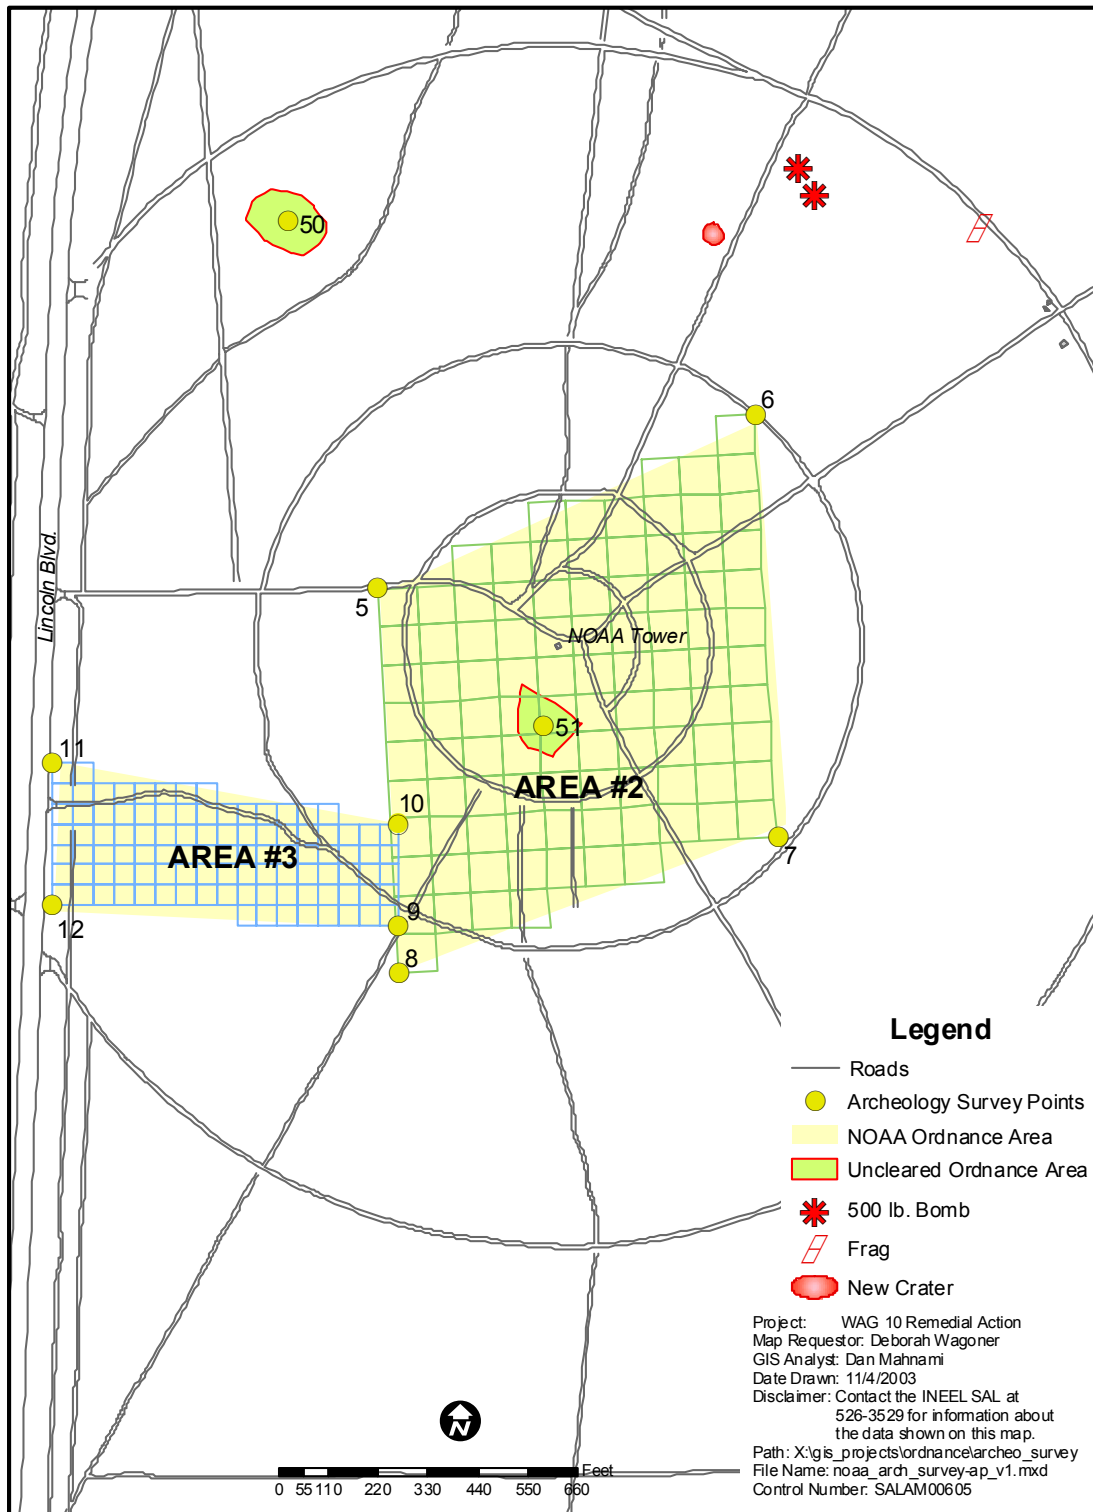 50
6
Lincoln Blvd.
5
NOAA Tower
51
11
AREA #2
10
7
AREA #3
12
9
8
Legend
Roads
Archeology Survey Points
NOAA Ordnance Area
Uncleared Ordnance Area
500 lb. Bomb
Frag
New Crater
Project: WAG 10 Remedial Action
Map Requestor: Deborah Wagoner
GIS Analyst: Dan Mahnami
Date Drawn: 11/4/2003
Disclaimer: Contact the INEEL SAL at
526-3529 for information about
the data shown on this map.
Path: X:\gis_projects\ordnance\archeo_survey
File Name: noaa_arch_survey-ap_v1.mxd
Control Number: SALAM00605
N
Feet
0 55 110 220 330 440 550 660